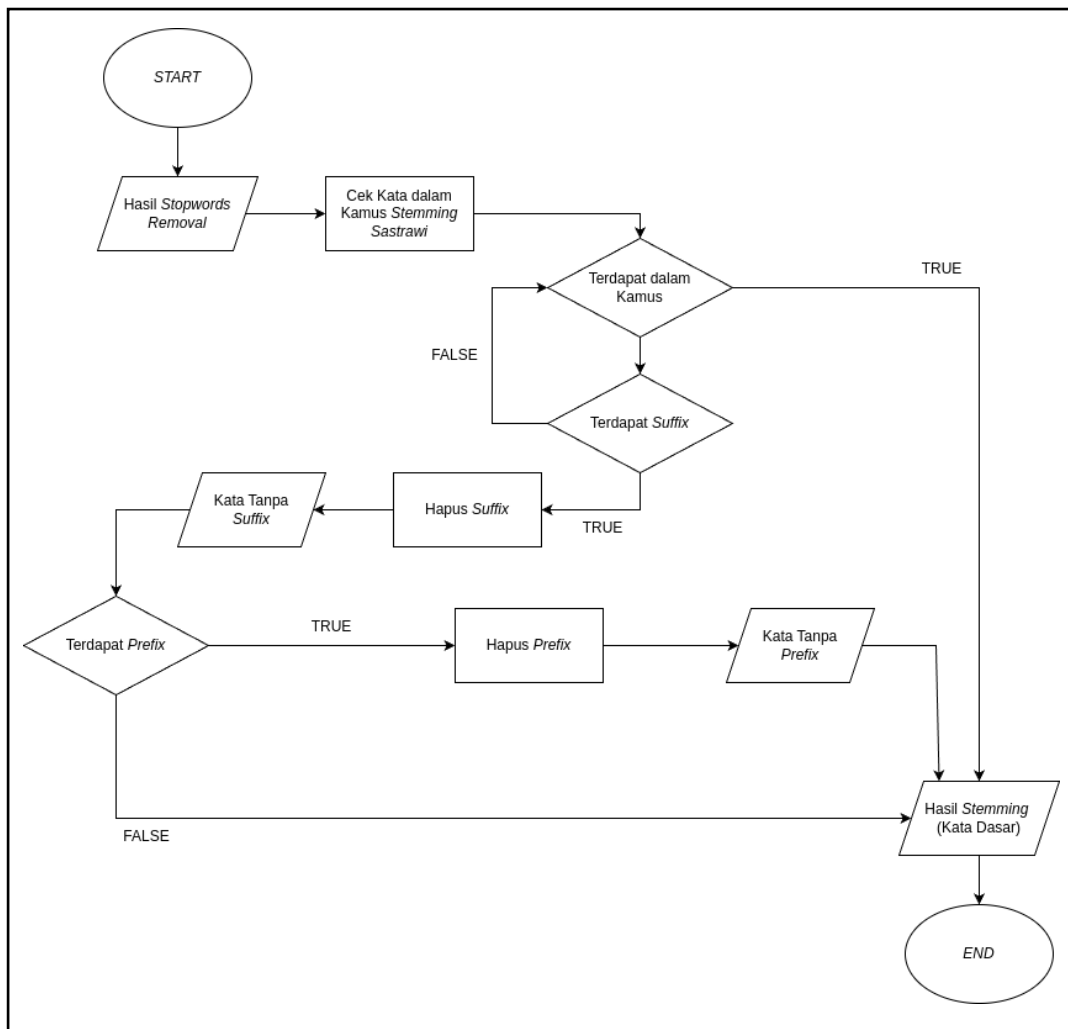 START
Hasil Stopwords
Removal
Cek Kata dalam
Kamus Stemming
Sastrawi
Terdapat dalam
Kamus
TRUE
FALSE
Terdapat Suffix
TRUE
Hapus Suffix
Kata Tanpa
Suffix
Terdapat Prefix
TRUE
Hapus Prefix
Kata Tanpa
Prefix
FALSE
Hasil Stemming
(Kata Dasar)
END